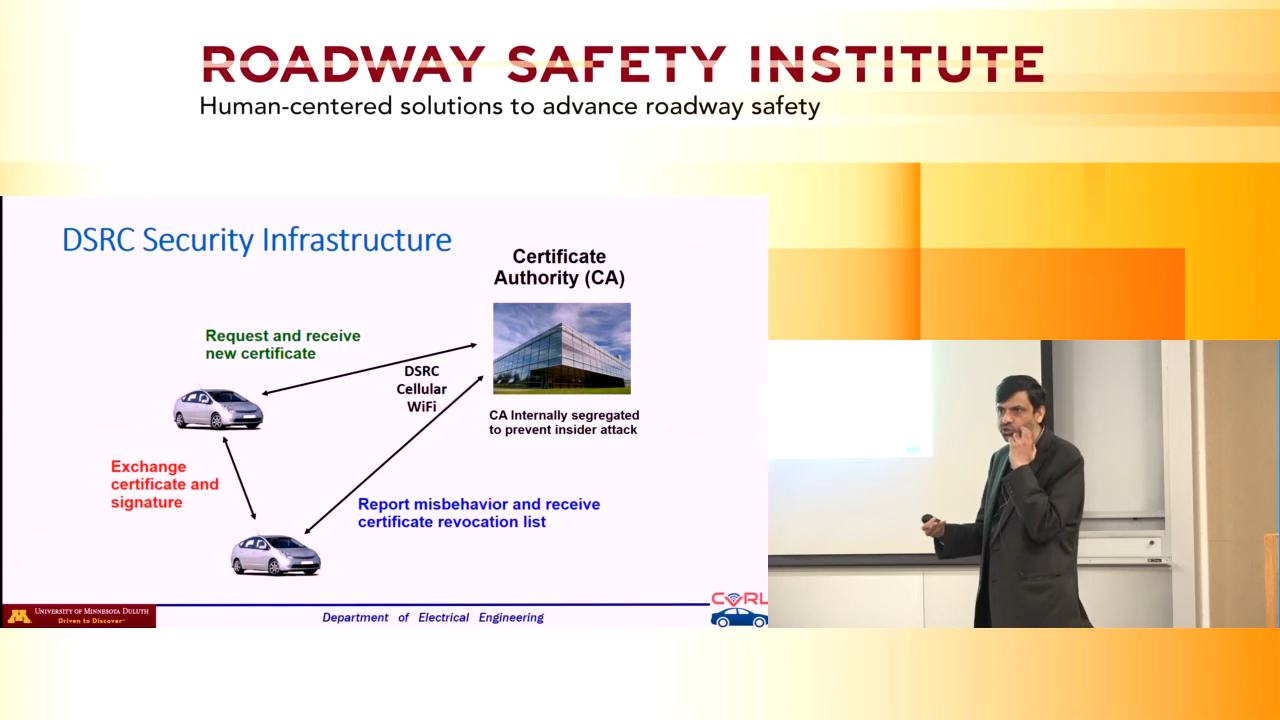 ROADWAY SAFETY INSTITUTE
Human-centered solutions to advance roadway safety
DSRC Security Infrastructure
Certificate
Authority (CA)
Request and receive
new certificate
DSRC
Cellular
WiFi
CA Internally segregated
to prevent insider attack
Exchange
certificate and
signature
Report misbehavior and receive
certificate revocation list
M
UNIVERSITY OF MINNESOTA DULUTH
Driven to Discover
Department of Electrical Engineering
CVRL